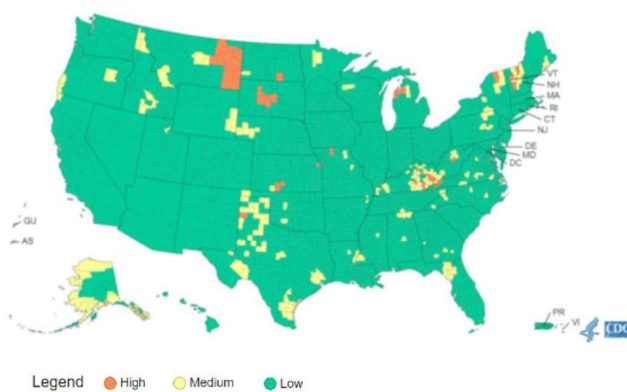 VT
NH
MA
RI
CT
NJ
DE
MD
DC
GU
AS
PR
VI
CDC
Legend High Medium Low